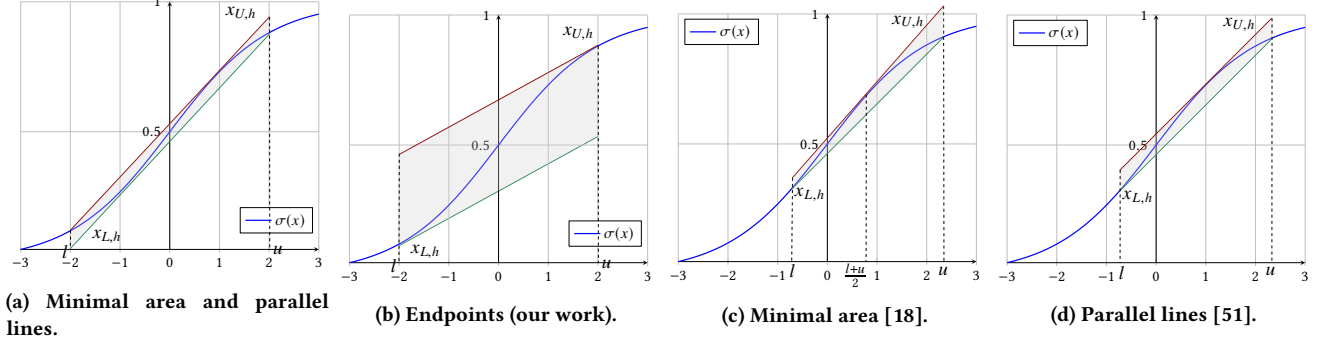 1
x_{U,h}
0.5
σ(x)
x_{L,h}
l
u
−3 −2 −1 0 1 2 3
(a) Minimal area and parallel
lines.
1
x_{U,h}
0.5
σ(x)
x_{L,h}
l
u
−3 −2 −1 0 1 2 3
(b) Endpoints (our work).
1
σ(x)
x_{U,h}
0.5
x_{L,h}
l
l+u
2
u
−3 −2 −1 0 1 2 3
(c) Minimal area [18].
1
σ(x)
x_{U,h}
0.5
x_{L,h}
l
u
−3 −2 −1 0 1 2 3
(d) Parallel lines [51].